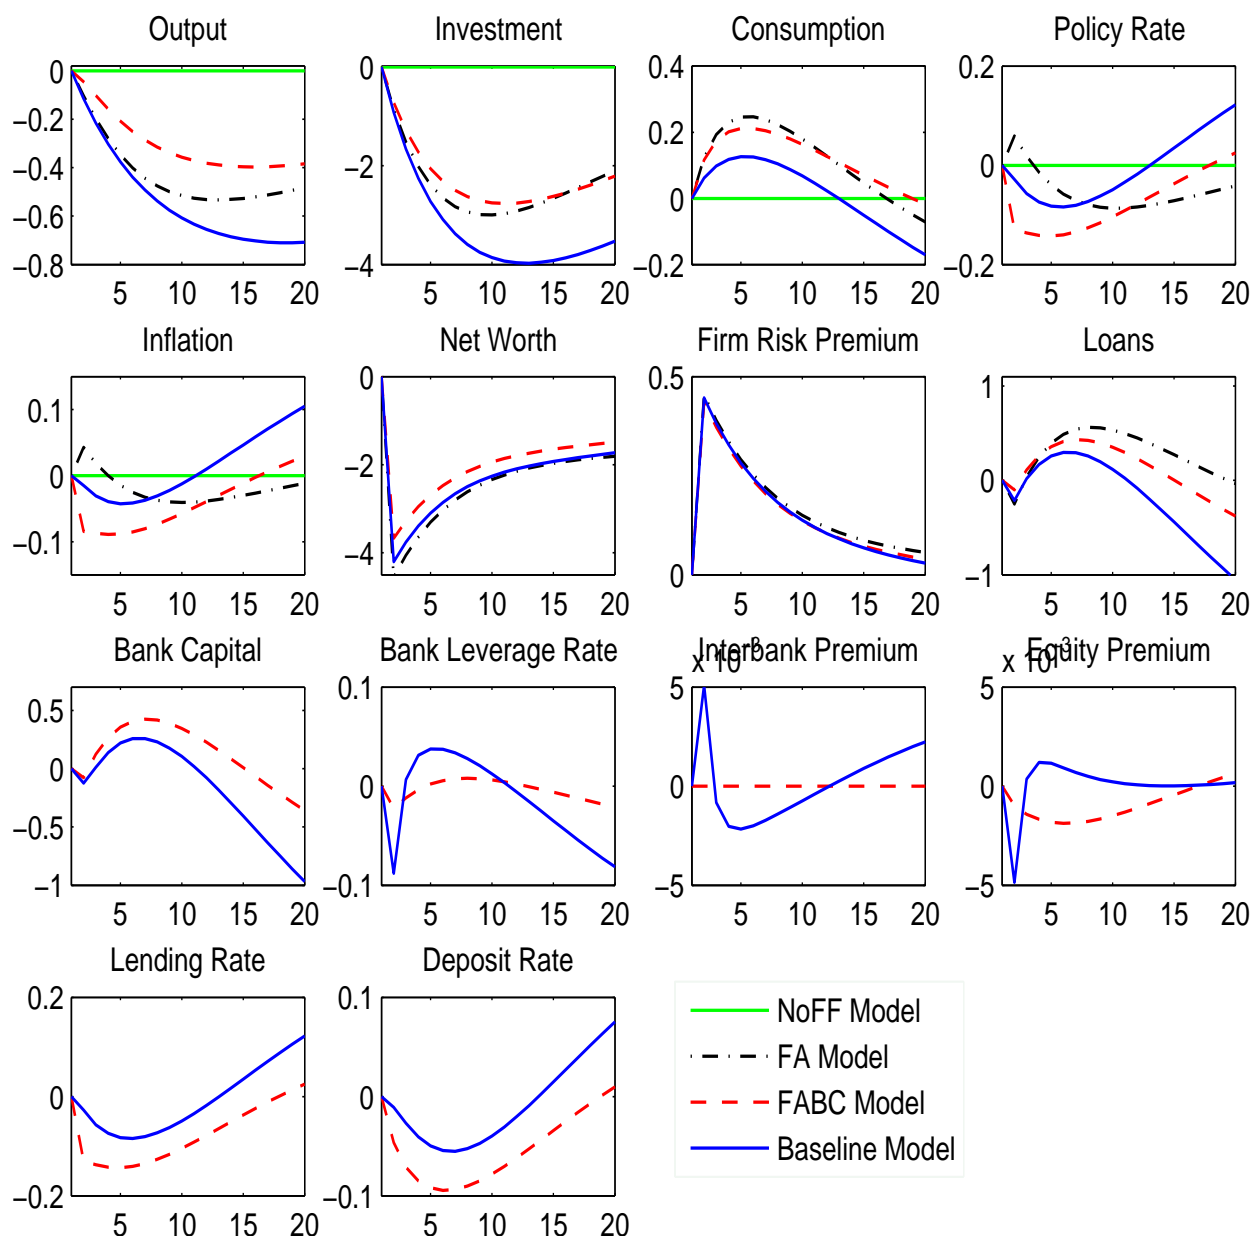 Output
Investment
Consumption
Policy Rate
0
−0.2
−0.4
−0.6
−0.8
5 10 15 20
0
−2
−4
5 10 15 20
0.4
0.2
0
−0.2
5 10 15 20
0.2
0
−0.2
5 10 15 20
Inflation
Net Worth
Firm Risk Premium
Loans
0.1
0
−0.1
5 10 15 20
0
−2
−4
5 10 15 20
0.5
0
5 10 15 20
1
0
−1
5 10 15 20
Bank Capital
Bank Leverage Rate
Interbank Premium
Equity Premium
0.5
0
−0.5
−1
5 10 15 20
0.1
0
−0.1
5 10 15 20
x 10
5
0
−5
5 10 15 20
x 10
5
0
−5
5 10 15 20
Lending Rate
Deposit Rate
0.2
0
−0.2
5 10 15 20
0.1
0
−0.1
5 10 15 20
NoFF Model
FA Model
FABC Model
Baseline Model